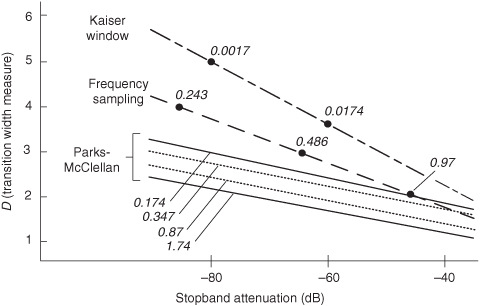 6
5
4
3
2
1
D (transition width measure)
Kaiser
window
0.0017
Frequency
sampling
0.243
0.0174
Parks-
McClellan
0.486
0.97
0.174
0.347
0.87
1.74
–80
–60
–40
Stopband attenuation (dB)